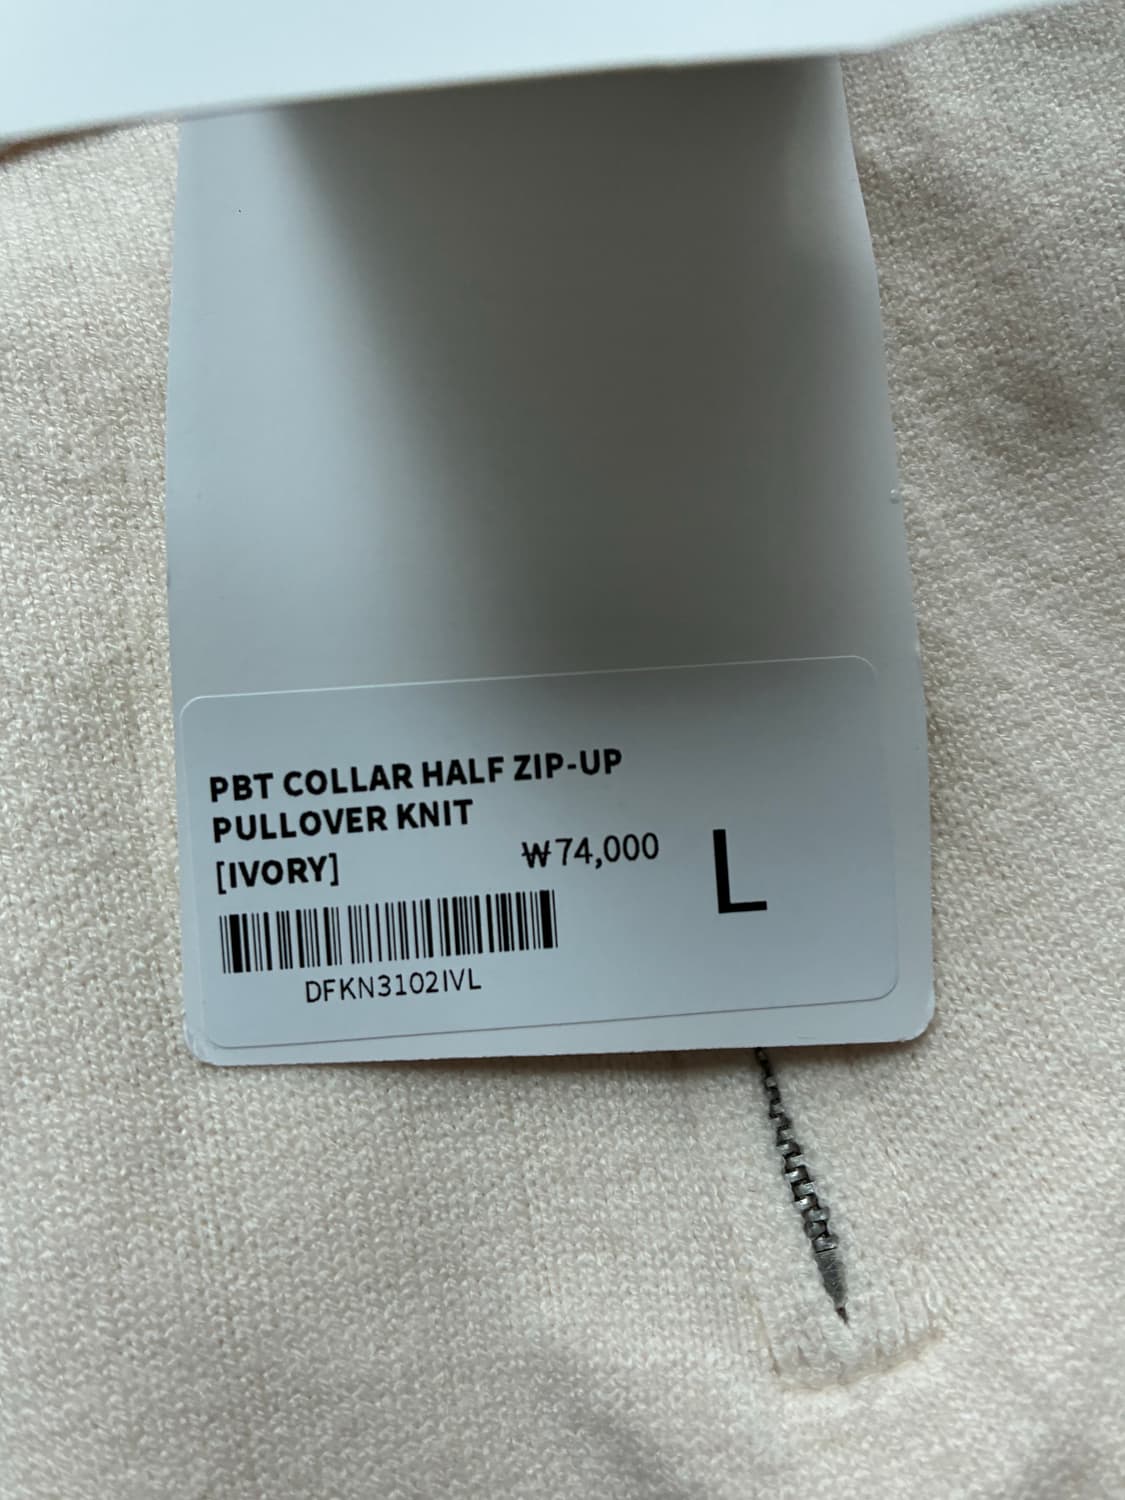 PBT COLLAR HALF ZIP-UP
PULLOVER KNIT
[IVORY]
₩74,000
L
DFKN3102IVL